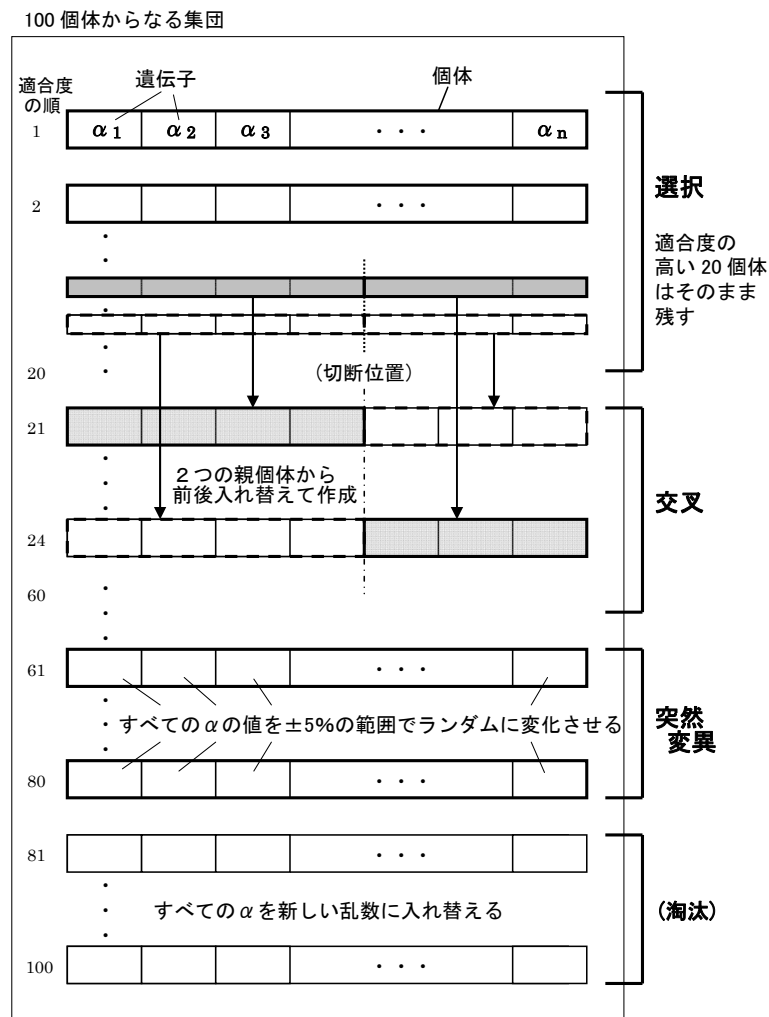 100 個体からなる集団
適合度
の順
遺伝子
個体
1
α1
α2
α3
・・・
αn
2
・・・
選択
適合度の
高い 20 個体
はそのまま
残す
20
(切断位置)
21
2つの親個体から
前後入れ替えて作成
交叉
24
60
61
・・・
すべてのαの値を±5%の範囲でランダムに変化させる
突然
変異
80
・・・
81
・・・
すべてのαを新しい乱数に入れ替える
(淘汰)
100
・・・